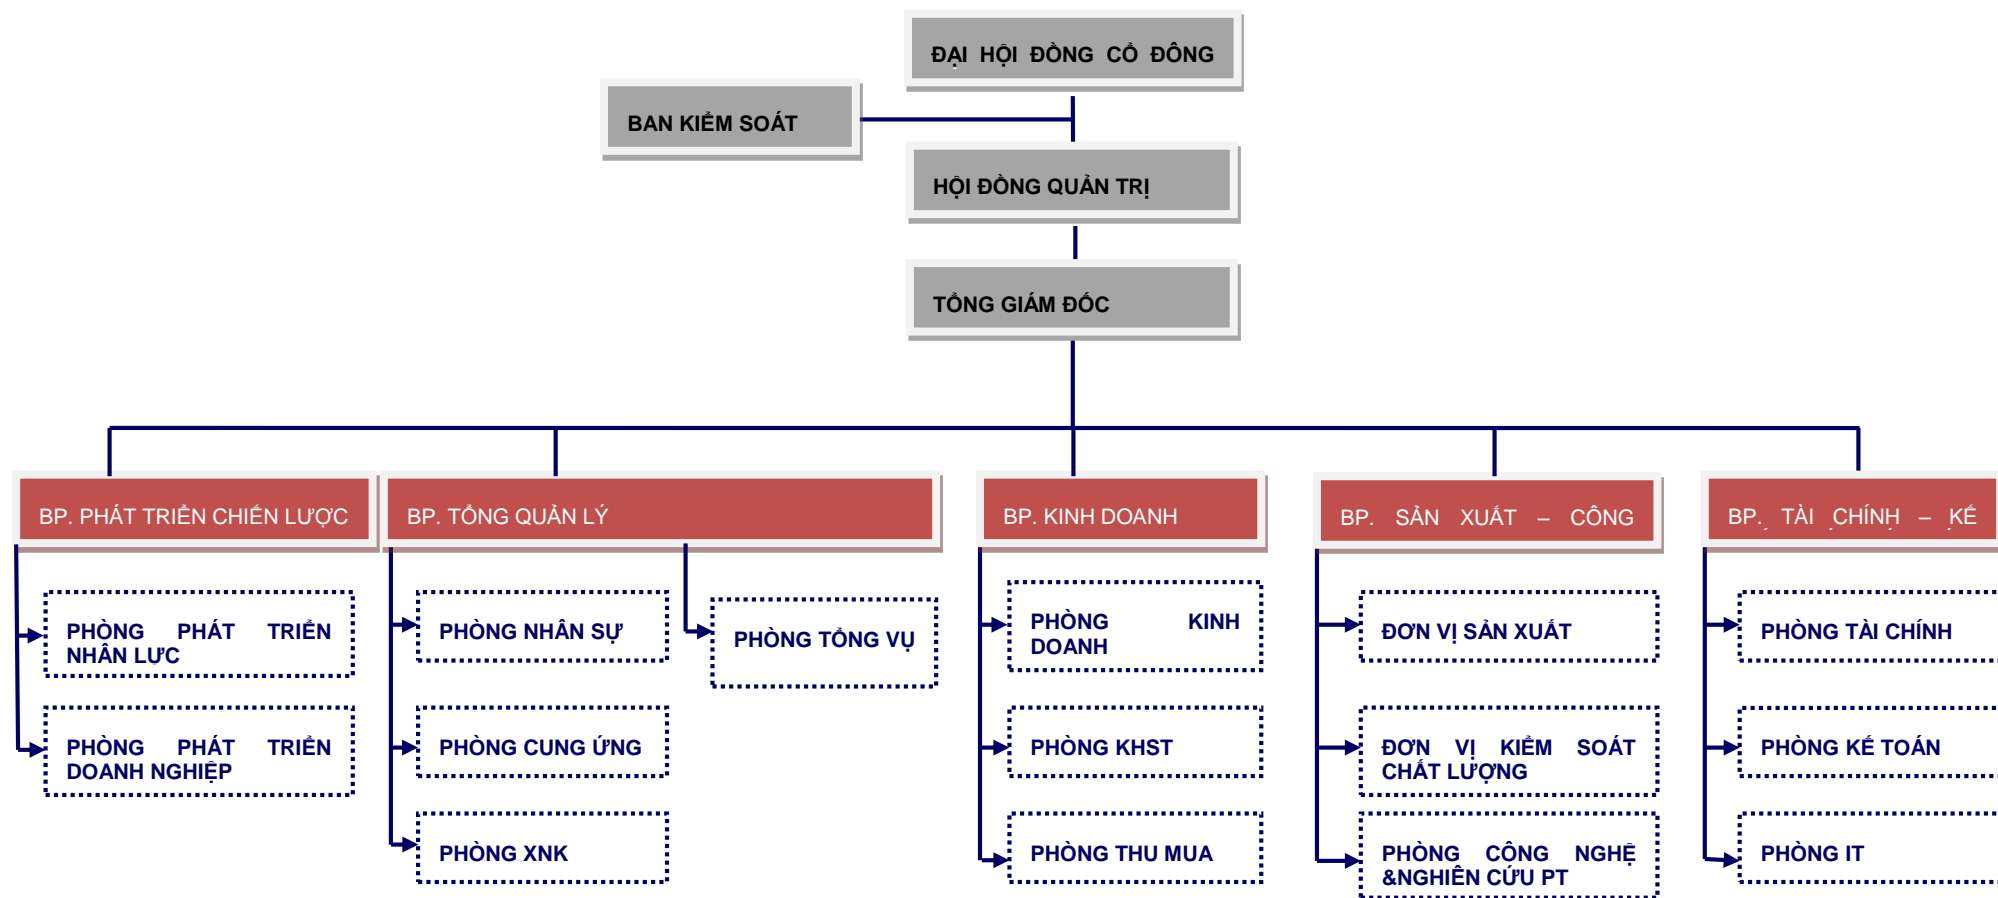 ĐẠI HỘI ĐỒNG CỔ ĐÔNG
BAN KIỂM SOÁT
HỘI ĐỒNG QUẢN TRỊ
TỔNG GIÁM ĐỐC
BP. PHÁT TRIỂN CHIẾN LƯỢC
BP. TỔNG QUẢN LÝ
BP. KINH DOANH
BP. SẢN XUẤT – CÔNG
BP. TÀI CHÍNH – KẾ
PHÒNG PHÁT TRIỂN
NHÂN LỰC
PHÒNG NHÂN SỰ
PHÒNG TỔNG VỤ
PHÒNG KINH
DOANH
ĐƠN VỊ SẢN XUẤT
PHÒNG TÀI CHÍNH
PHÒNG PHÁT TRIỂN
DOANH NGHIỆP
PHÒNG CUNG ỨNG
PHÒNG KHST
ĐƠN VỊ KIỂM SOÁT
CHẤT LƯỢNG
PHÒNG KẾ TOÁN
PHÒNG XNK
PHÒNG THU MUA
PHÒNG CÔNG NGHỆ
&NGHIÊN CỨU PT
PHÒNG IT